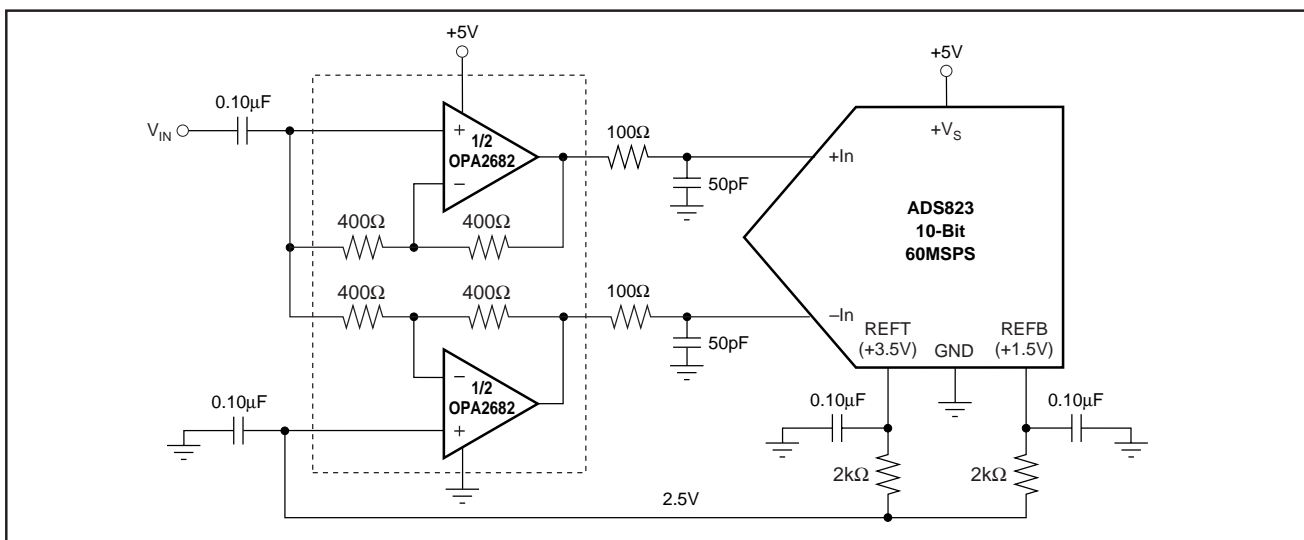 +5V
+5V
0.10μF
V_IN
+
1/2
OPA2682
−
100Ω
50pF
+In
+V_S
400Ω
400Ω
ADS823
10-Bit
60MSPS
400Ω
400Ω
100Ω
50pF
−In
REFT
(+3.5V)
GND
REFB
(+1.5V)
−
1/2
OPA2682
+
0.10μF
0.10μF
0.10μF
2kΩ
2kΩ
2.5V